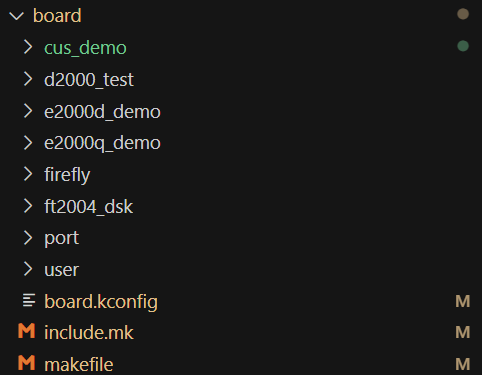 board
cus_demo
d2000_test
e2000d_demo
e2000q_demo
firefly
ft2004_dsk
port
user
board.kconfig M
include.mk M
makefile M